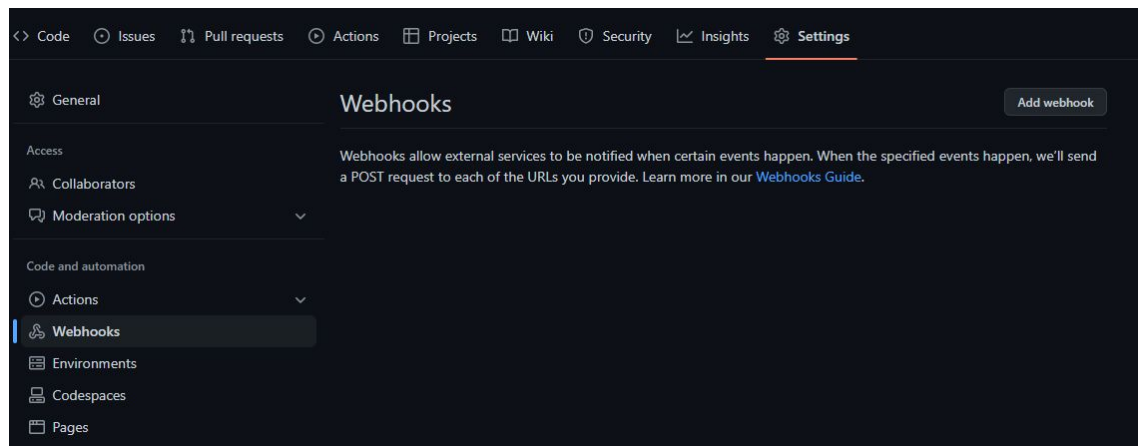 <> Code Issues Pull requests Actions Projects Wiki Security Insights Settings
General
Access
Collaborators
Moderation options
Code and automation
Actions
Webhooks
Environments
Codespaces
Pages
Webhooks
Add webhook
Webhooks allow external services to be notified when certain events happen. When the specified events happen, we'll send
a POST request to each of the URLs you provide. Learn more in our Webhooks Guide.